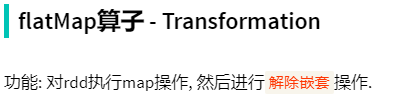 flatMap算子 - Transformation
功能: 对rdd执行map操作, 然后进行 解除嵌套 操作.